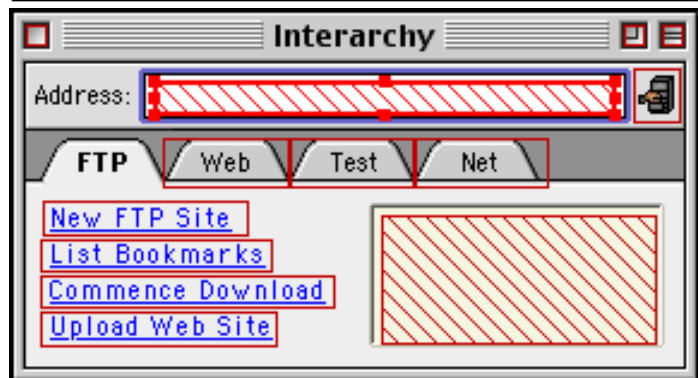 Interarchy
Address:
FTP Web Test Net
New FTP Site
List Bookmarks
Commence Download
Upload Web Site